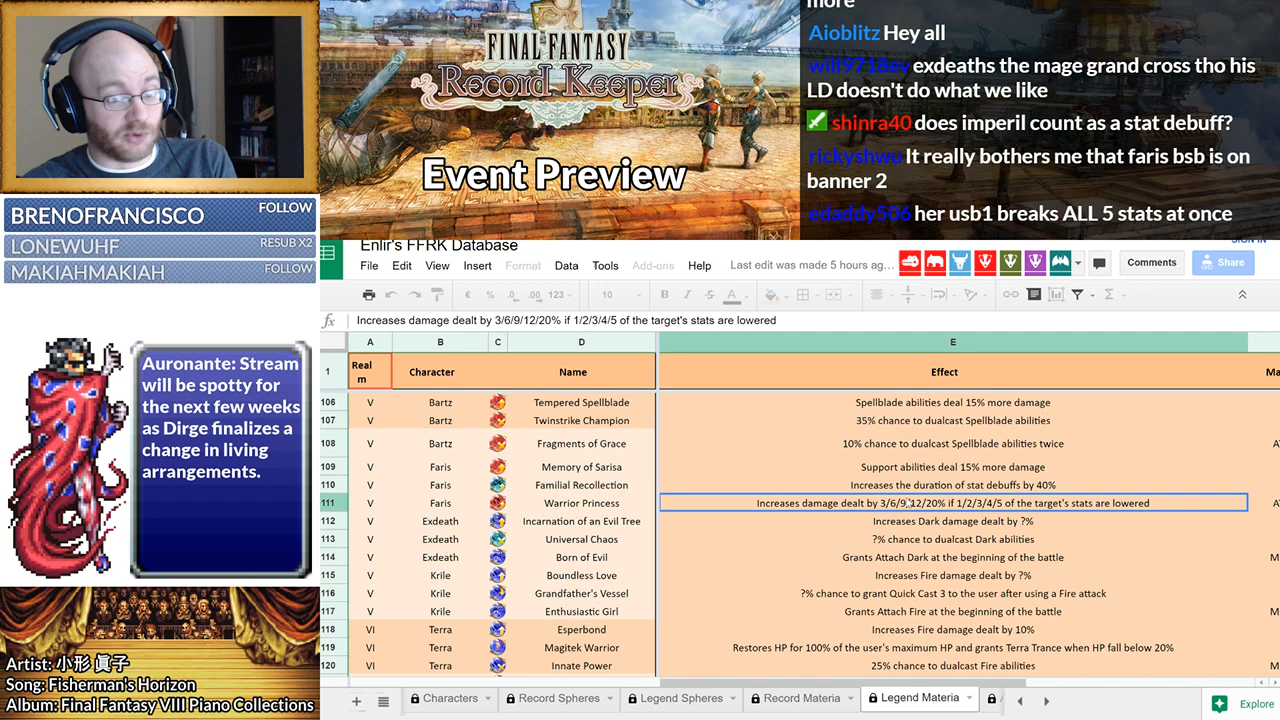 FINAL FANTASY
Record Keeper
Event Preview
more
Aioblitz Hey all
will9718ev exdeaths the mage grand cross tho his
LD doesn't do what we like
shinra40 does imperil count as a stat debuff?
rickyshwu It really bothers me that faris bsb is on
banner 2
edaddy506 her usb1 breaks ALL 5 stats at once
BRENOFRANCISCO FOLLOW
LONEWUHF RESUB X2
MAKIAHMAKIAH FOLLOW
Auronante: Stream
will be spotty for
the next few weeks
as Dirge finalizes a
change in living
arrangements.
Artist: 小形 眞子
Song: Fisherman's Horizon
Album: Final Fantasy VIII Piano Collections
Enlir's FFRK Database
SIGN IN
File Edit View Insert Format Data Tools Add-ons Help Last edit was made 5 hours ag... Comments Share
€ % .0 .00 123 10 B I S A Σ
fx Increases damage dealt by 3/6/9/12/20% if 1/2/3/4/5 of the target's stats are lowered
A B C D E
1 Real
m Character Name Effect Ma
106 V Bartz Tempered Spellblade Spellblade abilities deal 15% more damage
107 V Bartz Twinstrike Champion 35% chance to dualcast Spellblade abilities
108 V Bartz Fragments of Grace 10% chance to dualcast Spellblade abilities twice
109 V Faris Memory of Sarisa Support abilities deal 15% more damage
110 V Faris Familial Recollection Increases the duration of stat debuffs by 40%
111 V Faris Warrior Princess Increases damage dealt by 3/6/9/12/20% if 1/2/3/4/5 of the target's stats are lowered
112 V Exdeath Incarnation of an Evil Tree Increases Dark damage dealt by ?%
113 V Exdeath Universal Chaos ?% chance to dualcast Dark abilities
114 V Exdeath Born of Evil Grants Attach Dark at the beginning of the battle
115 V Krile Boundless Love Increases Fire damage dealt by ?%
116 V Krile Grandfather's Vessel ?% chance to grant Quick Cast 3 to the user after using a Fire attack
117 V Krile Enthusiastic Girl Grants Attach Fire at the beginning of the battle
118 VI Terra Esperbond Increases Fire damage dealt by 10%
119 VI Terra Magitek Warrior Restores HP for 100% of the user's maximum HP and grants Terra Trance when HP fall below 20%
120 VI Terra Innate Power 25% chance to dualcast Fire abilities
Characters Record Spheres Legend Spheres Record Materia Legend Materia Explore